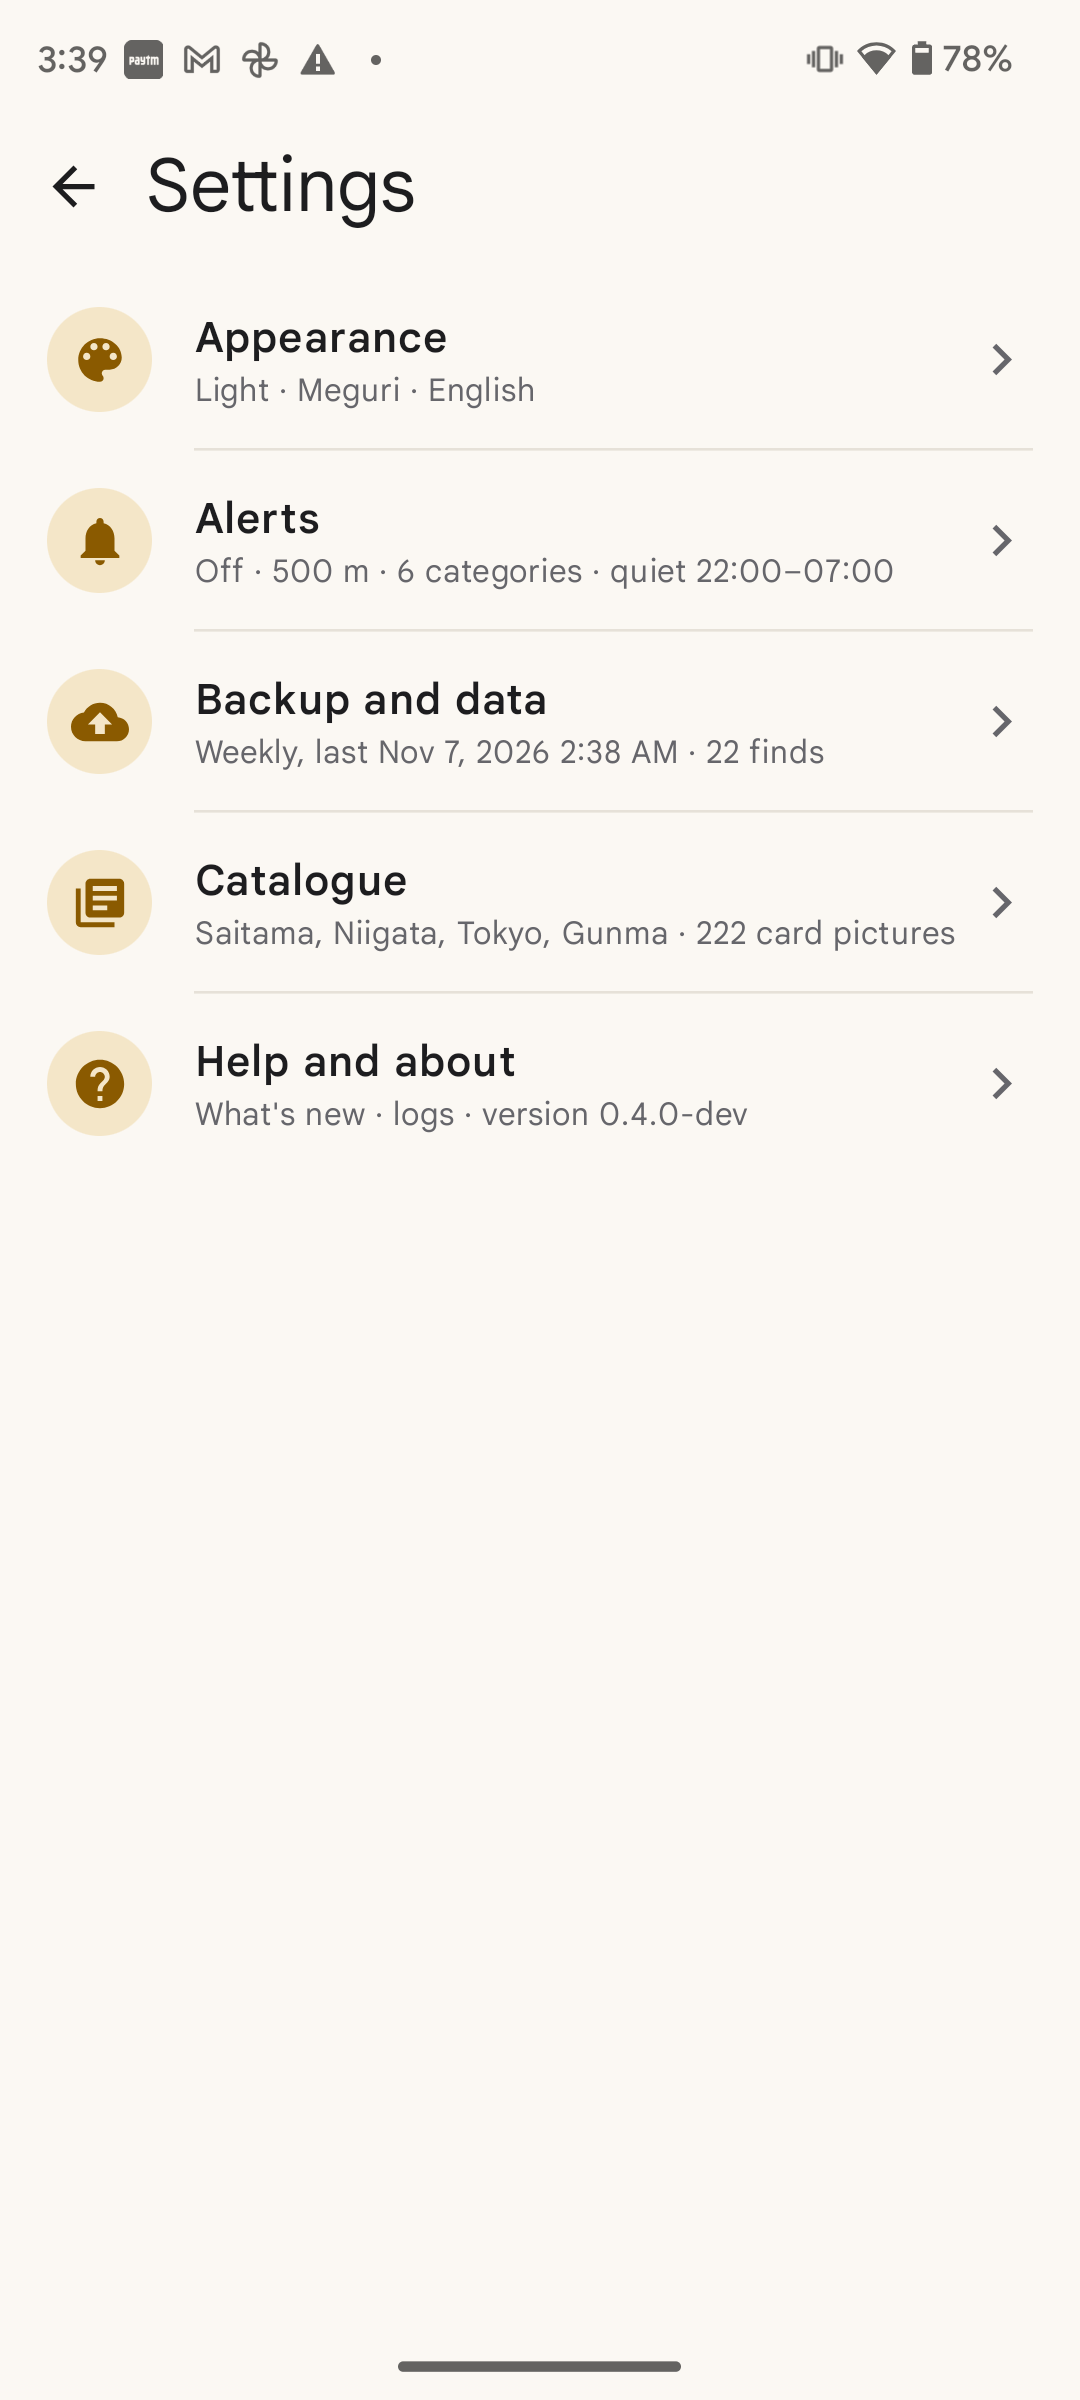 3:39 paytm 78%
Settings
Appearance
Light · Meguri · English
Alerts
Off · 500 m · 6 categories · quiet 22:00–07:00
Backup and data
Weekly, last Nov 7, 2026 2:38 AM · 22 finds
Catalogue
Saitama, Niigata, Tokyo, Gunma · 222 card pictures
Help and about
What's new · logs · version 0.4.0-dev